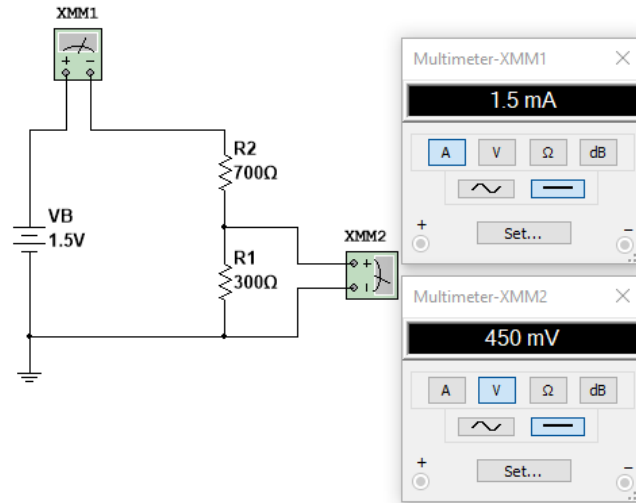 XMM1
+ −
R2
700Ω
VB
1.5V
XMM2
R1
300Ω
+
−
Multimeter-XMM1
1.5 mA
A V Ω dB
+ Set... −
Multimeter-XMM2
450 mV
A V Ω dB
+ Set... −